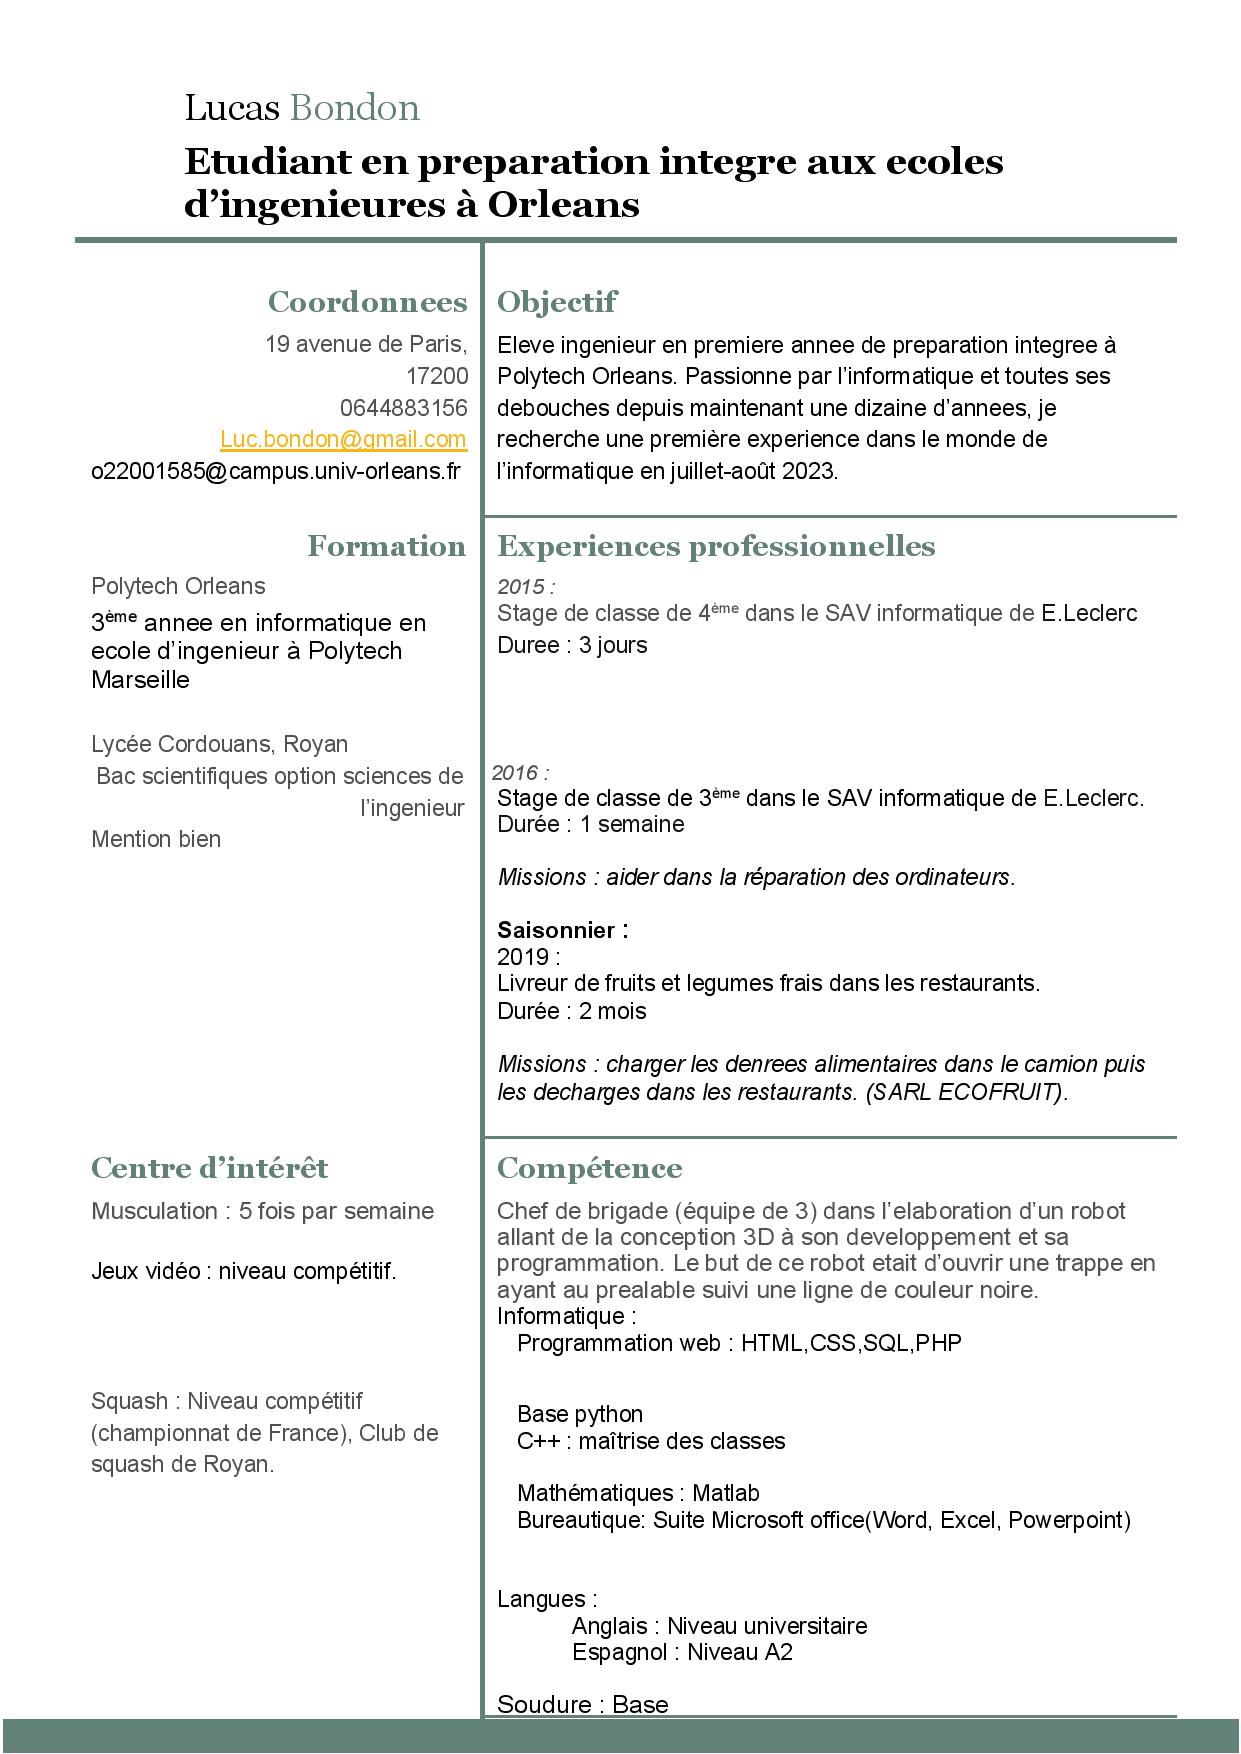 Lucas Bondon
Etudiant en preparation integre aux ecoles
d’ingenieures à Orleans
Coordonnees
19 avenue de Paris,
17200
0644883156
Luc.bondon@gmail.com
o22001585@campus.univ-orleans.fr
Objectif
Eleve ingenieur en premiere annee de preparation integree à
Polytech Orleans. Passionne par l’informatique et toutes ses
debouches depuis maintenant une dizaine d’annees, je
recherche une première experience dans le monde de
l’informatique en juillet-août 2023.
Formation
Polytech Orleans
3ème annee en informatique en
ecole d’ingenieur à Polytech
Marseille
Lycée Cordouans, Royan
Bac scientifiques option sciences de
l’ingenieur
Mention bien
Experiences professionnelles
2015 :
Stage de classe de 4ème dans le SAV informatique de E.Leclerc
Duree : 3 jours
2016 :
Stage de classe de 3ème dans le SAV informatique de E.Leclerc.
Durée : 1 semaine
Missions : aider dans la réparation des ordinateurs.
Saisonnier :
2019 :
Livreur de fruits et legumes frais dans les restaurants.
Durée : 2 mois
Missions : charger les denrees alimentaires dans le camion puis
les decharges dans les restaurants. (SARL ECOFRUIT).
Centre d’intérêt
Musculation : 5 fois par semaine
Jeux vidéo : niveau compétitif.
Squash : Niveau compétitif
(championnat de France), Club de
squash de Royan.
Compétence
Chef de brigade (équipe de 3) dans l’elaboration d’un robot
allant de la conception 3D à son developpement et sa
programmation. Le but de ce robot etait d’ouvrir une trappe en
ayant au prealable suivi une ligne de couleur noire.
Informatique :
Programmation web : HTML,CSS,SQL,PHP
Base python
C++ : maîtrise des classes
Mathématiques : Matlab
Bureautique: Suite Microsoft office(Word, Excel, Powerpoint)
Langues :
Anglais : Niveau universitaire
Espagnol : Niveau A2
Soudure : Base